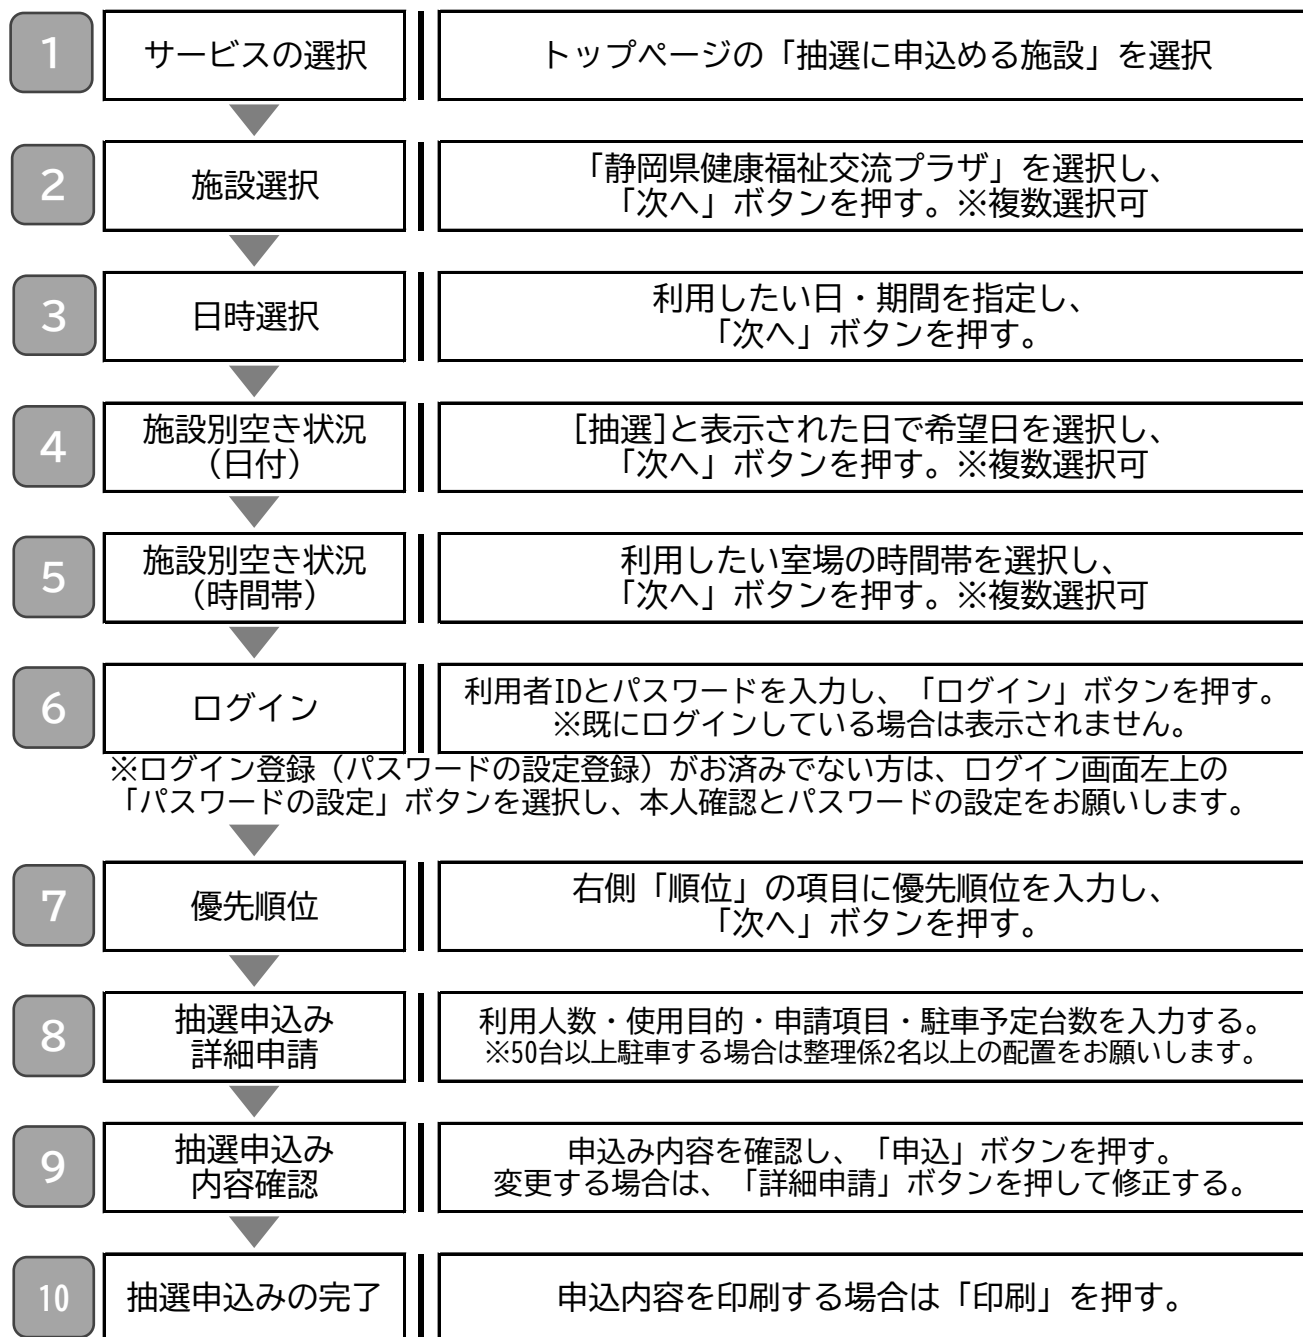 1
サービスの選択
トップページの「抽選に申込める施設」を選択
2
施設選択
「静岡県健康福祉交流プラザ」を選択し、
「次へ」ボタンを押す。※複数選択可
3
日時選択
利用したい日・期間を指定し、
「次へ」ボタンを押す。
4
施設別空き状況
(日付)
[抽選]と表示された日で希望日を選択し、
「次へ」ボタンを押す。※複数選択可
5
施設別空き状況
(時間帯)
利用したい室場の時間帯を選択し、
「次へ」ボタンを押す。※複数選択可
6
ログイン
利用者IDとパスワードを入力し、「ログイン」ボタンを押す。
※既にログインしている場合は表示されません。
※ログイン登録（パスワードの設定登録）がお済みでない方は、ログイン画面左上の
「パスワードの設定」ボタンを選択し、本人確認とパスワードの設定をお願いします。
7
優先順位
右側「順位」の項目に優先順位を入力し、
「次へ」ボタンを押す。
8
抽選申込み
詳細申請
利用人数・使用目的・申請項目・駐車予定台数を入力する。
※50台以上駐車する場合は整理係2名以上の配置をお願いします。
9
抽選申込み
内容確認
申込み内容を確認し、「申込」ボタンを押す。
変更する場合は、「詳細申請」ボタンを押して修正する。
10
抽選申込みの完了
申込内容を印刷する場合は「印刷」を押す。